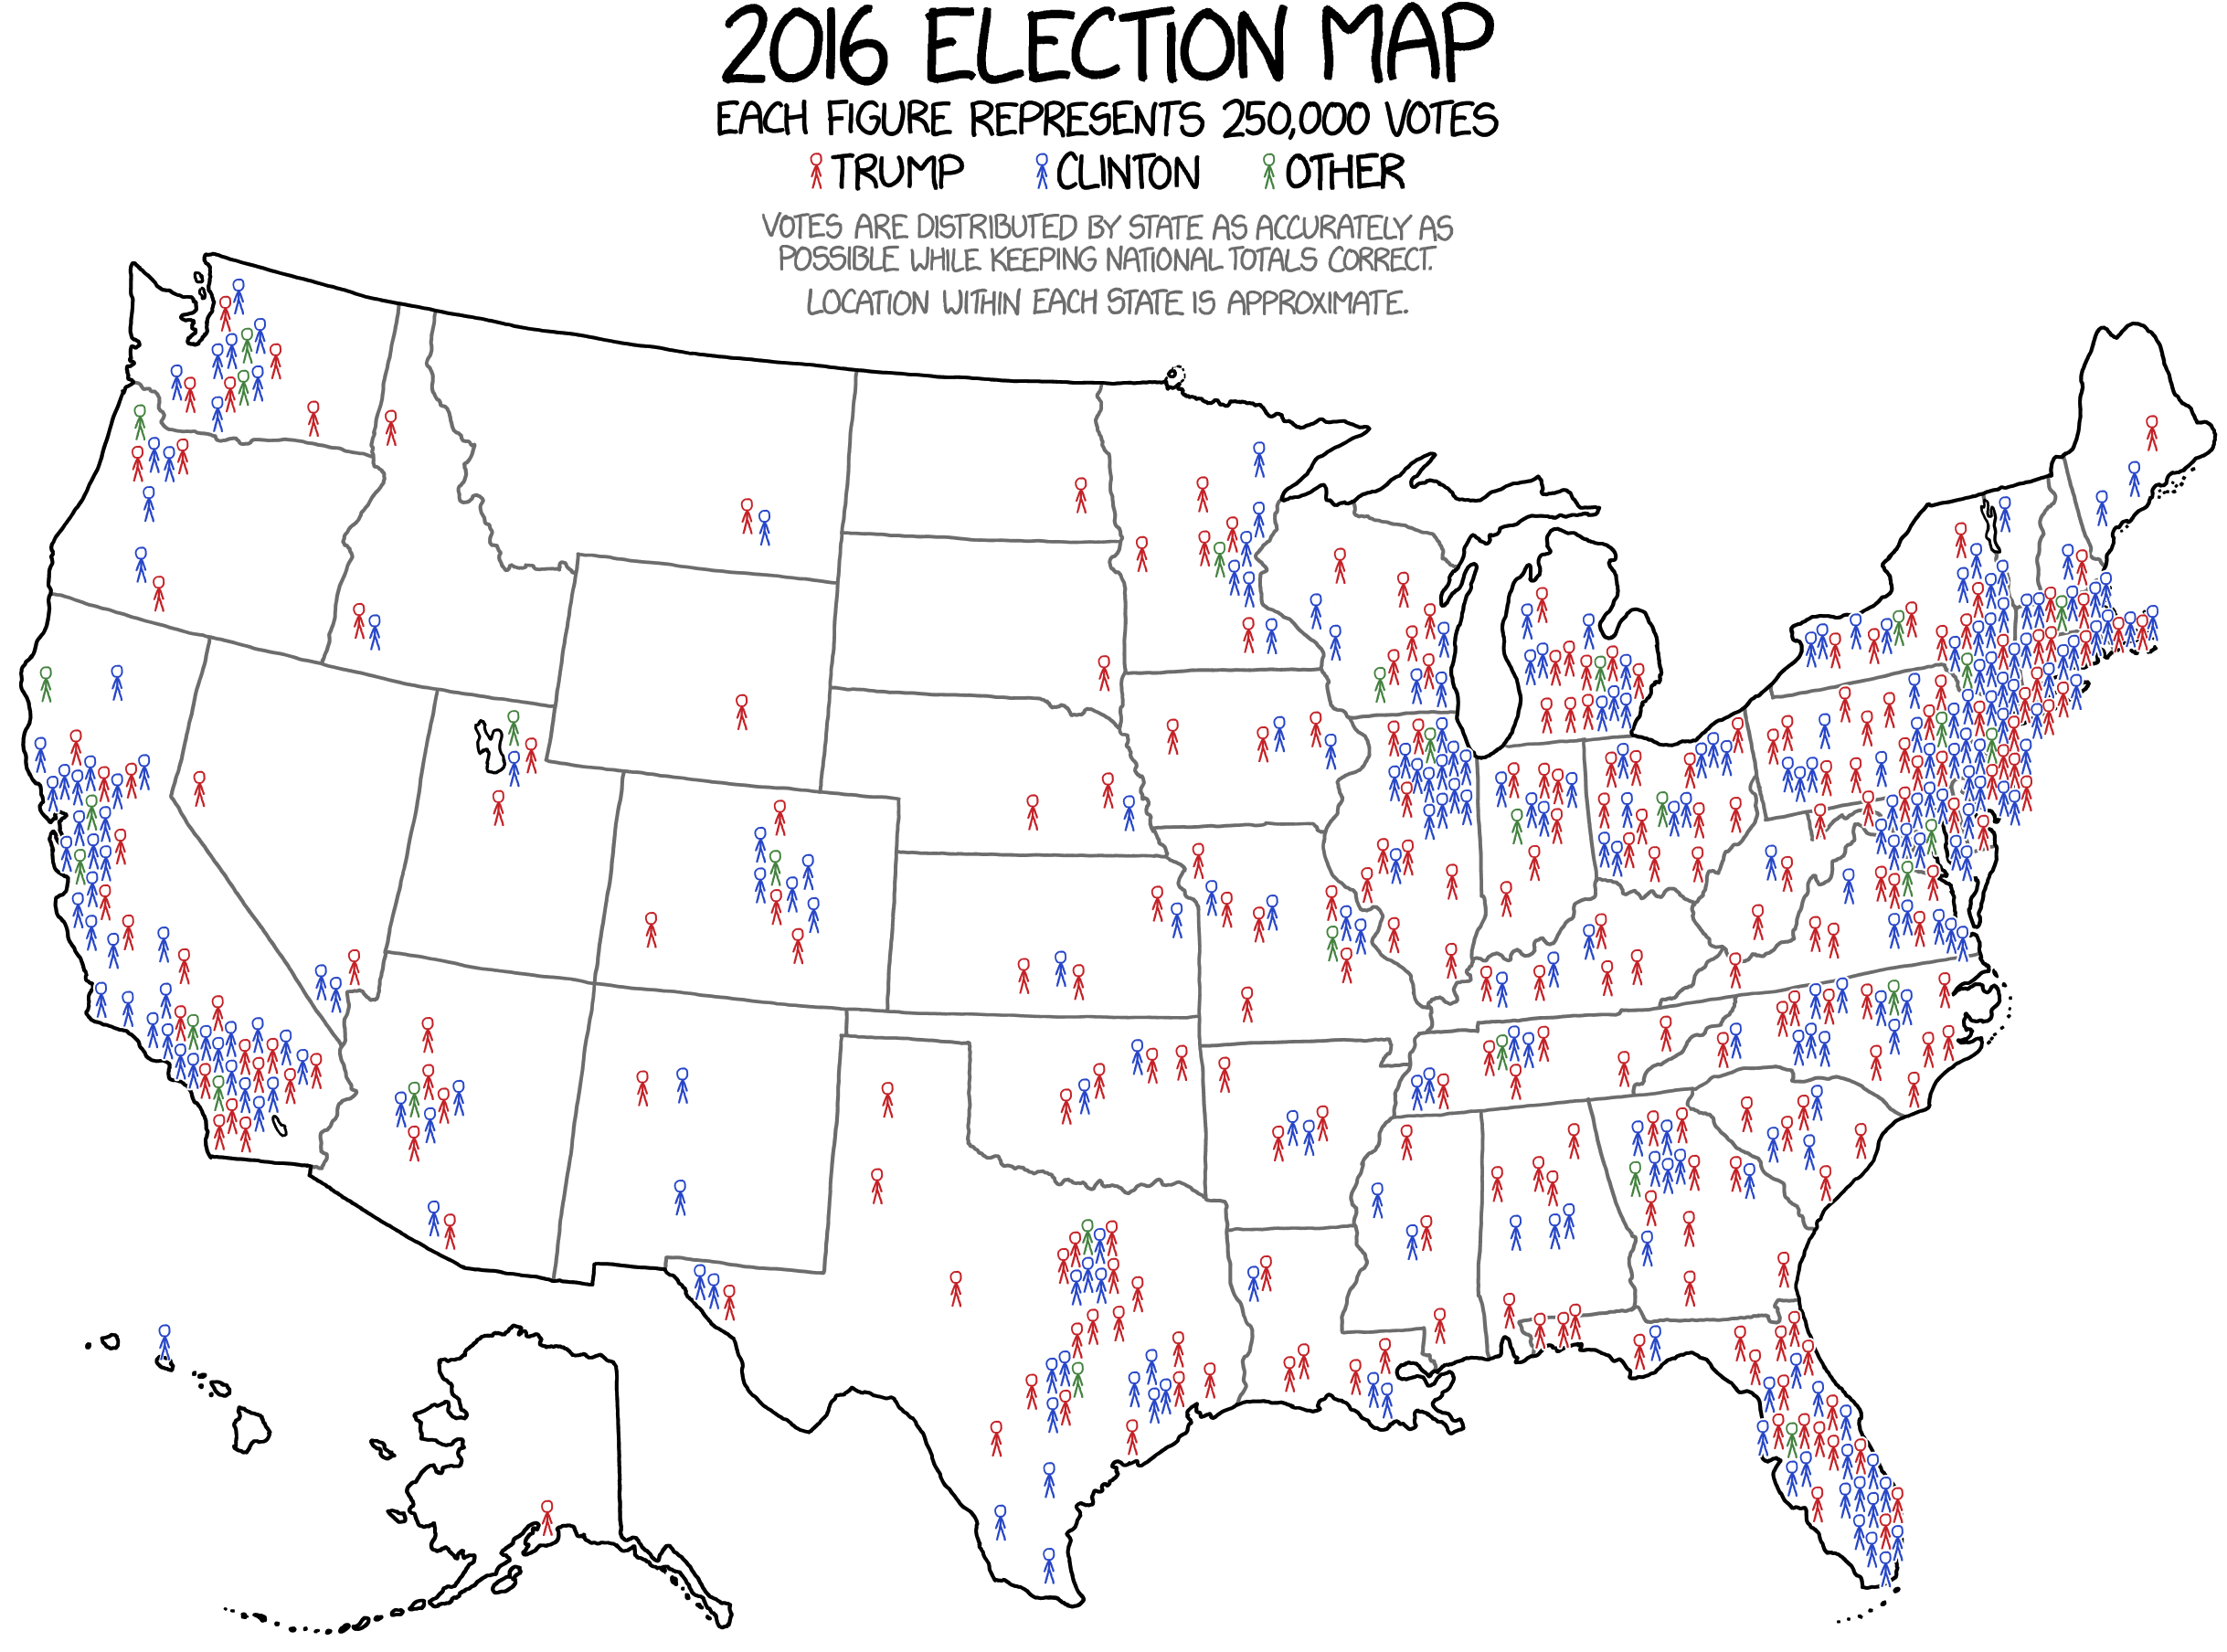 2016 ELECTION MAP
EACH FIGURE REPRESENTS 250,000 VOTES
TRUMP CLINTON OTHER
VOTES ARE DISTRIBUTED BY STATE AS ACCURATELY AS
POSSIBLE WHILE KEEPING NATIONAL TOTALS CORRECT.
LOCATION WITHIN EACH STATE IS APPROXIMATE.